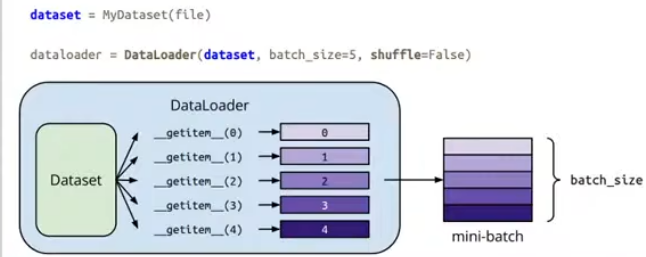 dataset = MyDataset(file)
dataloader = DataLoader(dataset, batch_size=5, shuffle=False)
DataLoader
Dataset
__getitem__(0)
0
__getitem__(1)
1
__getitem__(2)
2
__getitem__(3)
3
__getitem__(4)
4
batch_size
mini-batch